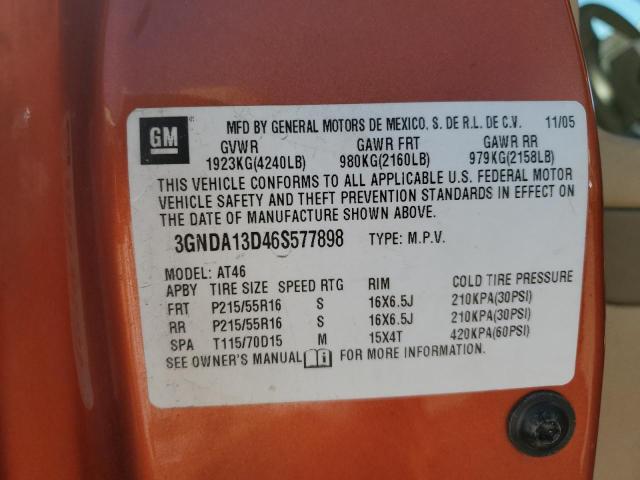 GM
MFD BY GENERAL MOTORS DE MEXICO, S. DE R.L. DE C.V. 11/05
GVWR GAWR FRT GAWR RR
1923KG(4240LB) 980KG(2160LB) 979KG(2158LB)
THIS VEHICLE CONFORMS TO ALL APPLICABLE U.S. FEDERAL MOTOR
VEHICLE SAFETY AND THEFT PREVENTION STANDARDS IN EFFECT ON
THE DATE OF MANUFACTURE SHOWN ABOVE.
3GNDA13D46S577898 TYPE: M.P.V.
MODEL: AT46
APBY TIRE SIZE SPEED RTG RIM COLD TIRE PRESSURE
FRT P215/55R16 S 16X6.5J 210KPA(30PSI)
RR P215/55R16 S 16X6.5J 210KPA(30PSI)
SPA T115/70D15 M 15X4T 420KPA(60PSI)
SEE OWNER'S MANUAL FOR MORE INFORMATION.